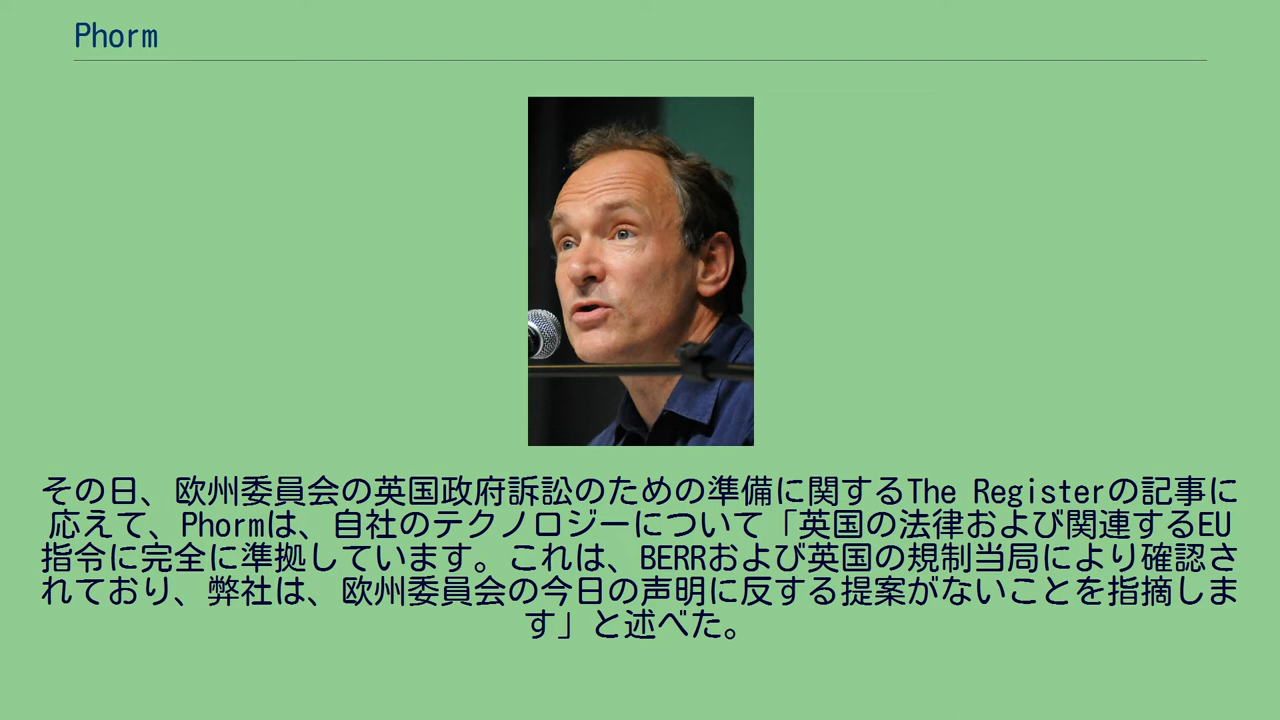 Phorm
その日、欧州委員会の英国政府訴訟のための準備に関するThe Registerの記事に
応えて、Phormは、自社のテクノロジーについて「英国の法律および関連するEU
指令に完全に準拠しています。これは、BERRおよび英国の規制当局により確認さ
れており、弊社は、欧州委員会の今日の声明に反する提案がないことを指摘しま
す」と述べた。